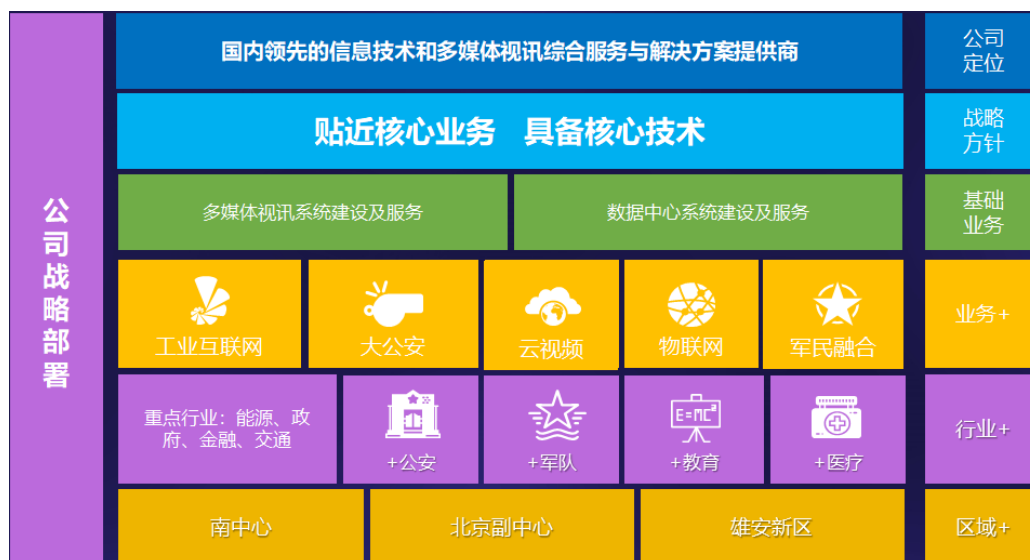 公司战略部署
国内领先的信息技术和多媒体视讯综合服务与解决方案提供商
公司
定位
贴近核心业务 具备核心技术
战略
方针
多媒体视讯系统建设及服务
数据中心系统建设及服务
基础
业务
工业互联网
大公安
云视频
物联网
军民融合
业务+
重点行业：能源、政
府、金融、交通
+公安
+军队
E=mc²
+教育
+医疗
行业+
南中心
北京副中心
雄安新区
区域+